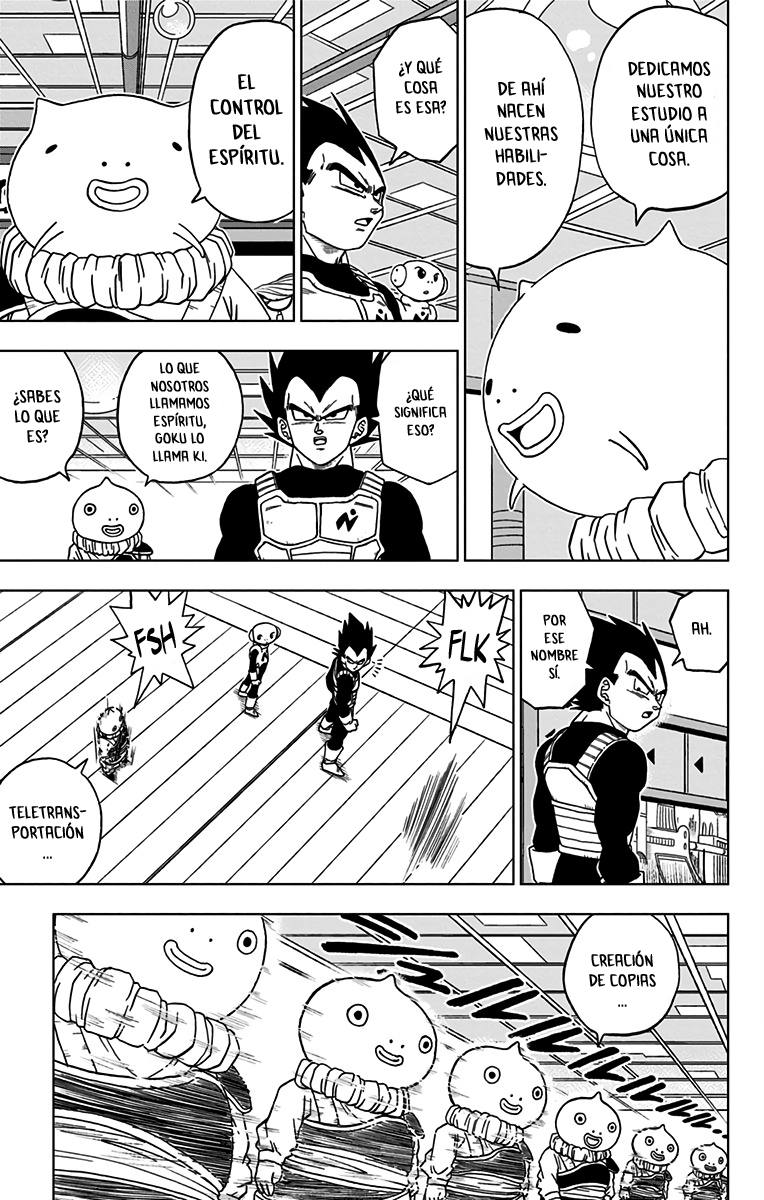 DEDICAMOS
NUESTRO
ESTUDIO A
UNA ÚNICA
COSA.
DE AHÍ
NACEN
NUESTRAS
HABILI-
DADES.
¿Y QUÉ
COSA
ES ESA?
EL
CONTROL
DEL
ESPÍRITU.
¿QUÉ
SIGNIFICA
ESO?
LO QUE
NOSOTROS
LLAMAMOS
ESPÍRITU,
GOKU LO
LLAMA KI.
¿SABES
LO QUE
ES?
AH.
POR
ESE
NOMBRE
SÍ.
FLK
FSH
TELETRANS-
PORTACIÓN
...
CREACIÓN
DE COPIAS
...